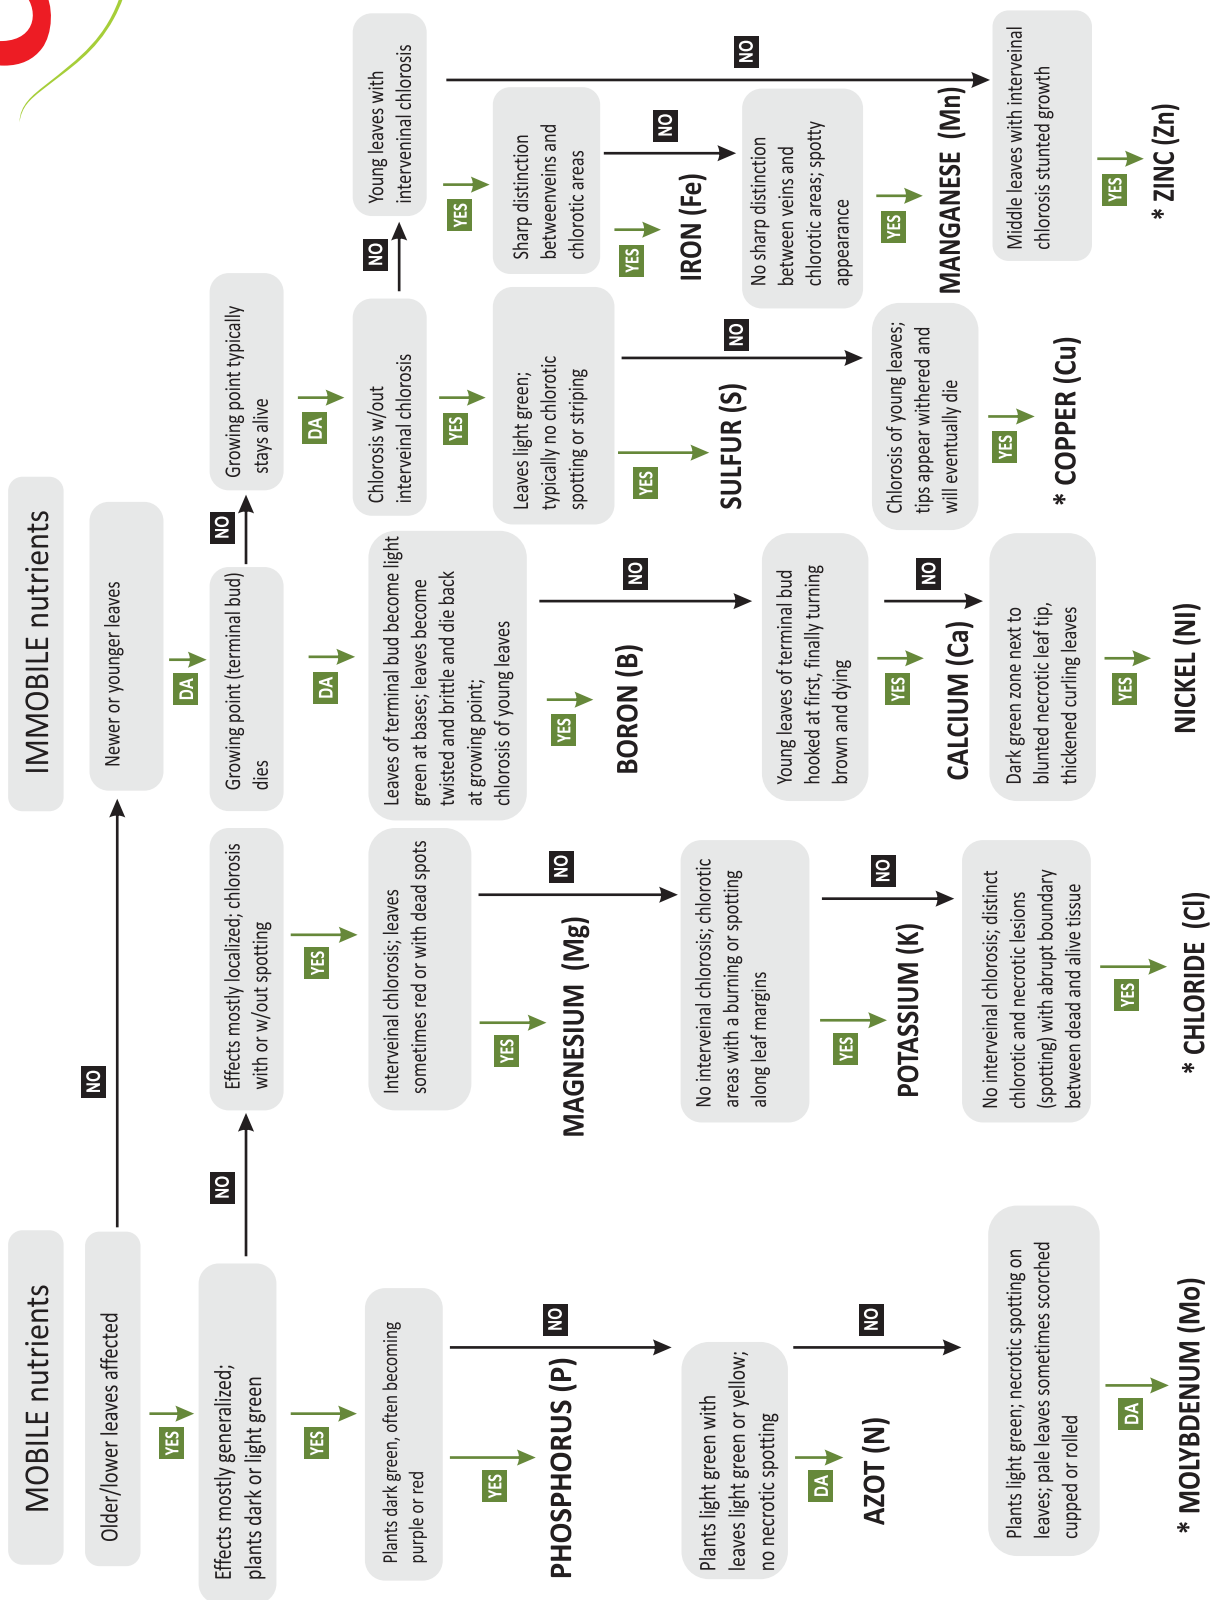 MOBILE nutrients
Older/lower leaves affected
YES
Effects mostly generalized;
plants dark or light green
YES
Plants dark green, often becoming
purple or red
YES
PHOSPHORUS (P)
NO
Plants light green with
leaves light green or yellow;
no necrotic spotting
DA
AZOT (N)
NO
Plants light green; necrotic spotting on
leaves; pale leaves sometimes scorched
cupped or rolled
DA
* MOLYBDENUM (Mo)
NO
Effects mostly localized; chlorosis
with or w/out spotting
YES
Interveinal chlorosis; leaves
sometimes red or with dead spots
YES
MAGNESIUM (Mg)
NO
No interveinal chlorosis; chlorotic
areas with a burning or spotting
along leaf margins
YES
POTASSIUM (K)
NO
No interveinal chlorosis; distinct
chlorotic and necrotic lesions
(spotting) with abrupt boundary
between dead and alive tissue
YES
* CHLORIDE (Cl)
NO
IMMOBILE nutrients
Newer or younger leaves
DA
Growing point (terminal bud)
dies
DA
Leaves of terminal bud become light
green at bases; leaves become
twisted and brittle and die back
at growing point;
chlorosis of young leaves
YES
BORON (B)
NO
Young leaves of terminal bud
hooked at first, finally turning
brown and dying
YES
CALCIUM (Ca)
NO
Dark green zone next to
blunted necrotic leaf tip,
thickened curling leaves
YES
NICKEL (NI)
NO
Growing point typically
stays alive
DA
Chlorosis w/out
interveinal chlorosis
YES
Leaves light green;
typically no chlorotic
spotting or striping
YES
SULFUR (S)
NO
Chlorosis of young leaves;
tips appear withered and
will eventually die
YES
* COPPER (Cu)
NO
Young leaves with
interveninal chlorosis
YES
Sharp distinction
betweenveins and
chlorotic areas
YES
IRON (Fe)
NO
No sharp distinction
between veins and
chlorotic areas; spotty
appearance
YES
MANGANESE (Mn)
NO
Middle leaves with interveinal
chlorosis stunted growth
YES
* ZINC (Zn)